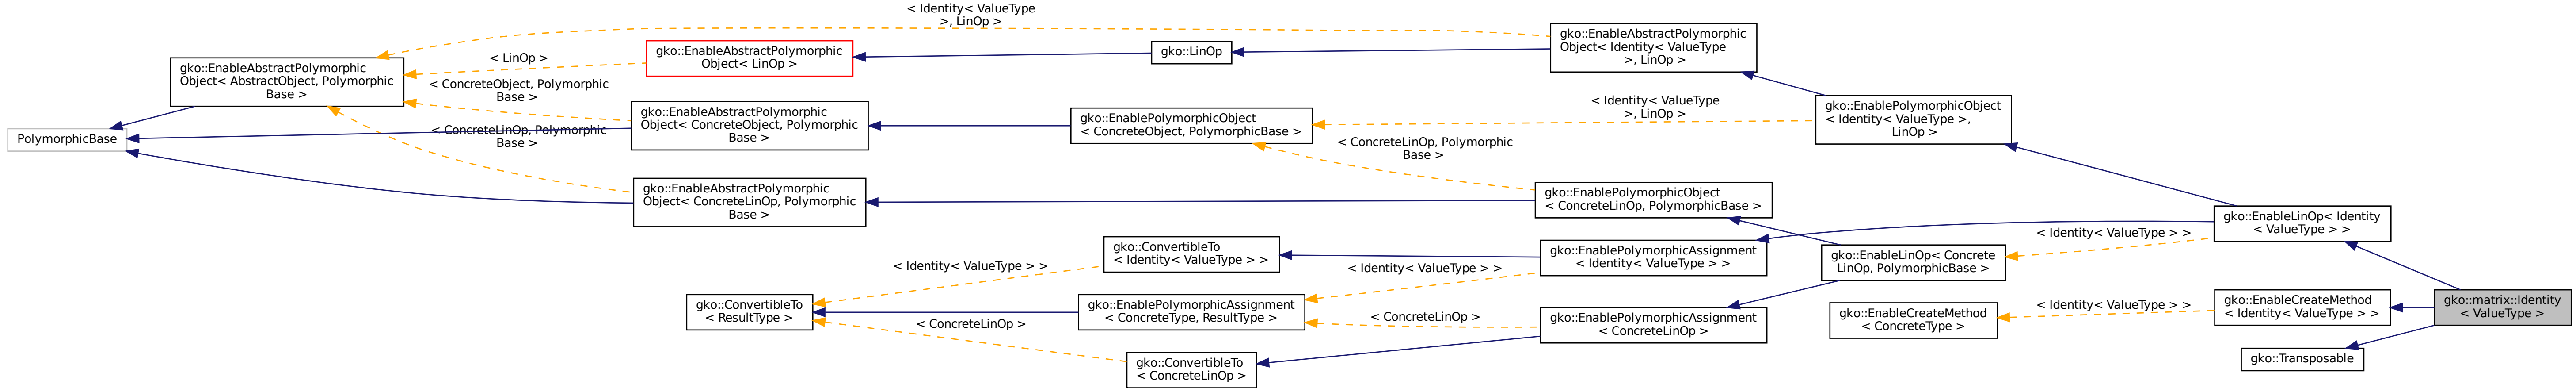 < Identity< ValueType
>, LinOp >
gko::EnableAbstractPolymorphic
Object< AbstractObject, Polymorphic
Base >
< LinOp >
gko::EnableAbstractPolymorphic
Object< LinOp >
gko::LinOp
gko::EnableAbstractPolymorphic
Object< Identity< ValueType
>, LinOp >
< ConcreteObject, Polymorphic
Base >
gko::EnableAbstractPolymorphic
Object< ConcreteObject, Polymorphic
Base >
gko::EnablePolymorphicObject
< ConcreteObject, PolymorphicBase >
< Identity< ValueType
>, LinOp >
gko::EnablePolymorphicObject
< Identity< ValueType >,
LinOp >
PolymorphicBase
< ConcreteLinOp, Polymorphic
Base >
< ConcreteLinOp, Polymorphic
Base >
gko::EnableAbstractPolymorphic
Object< ConcreteLinOp, Polymorphic
Base >
gko::EnablePolymorphicObject
< ConcreteLinOp, PolymorphicBase >
gko::EnableLinOp< Identity
< ValueType > >
gko::ConvertibleTo
< Identity< ValueType > >
gko::EnablePolymorphicAssignment
< Identity< ValueType > >
gko::EnableLinOp< Concrete
LinOp, PolymorphicBase >
< Identity< ValueType > >
< Identity< ValueType > >
< Identity< ValueType > >
gko::ConvertibleTo
< ResultType >
gko::EnablePolymorphicAssignment
< ConcreteType, ResultType >
< ConcreteLinOp >
< ConcreteLinOp >
gko::EnablePolymorphicAssignment
< ConcreteLinOp >
gko::EnableCreateMethod
< ConcreteType >
< Identity< ValueType > >
gko::EnableCreateMethod
< Identity< ValueType > >
gko::matrix::Identity
< ValueType >
gko::ConvertibleTo
< ConcreteLinOp >
gko::Transposable